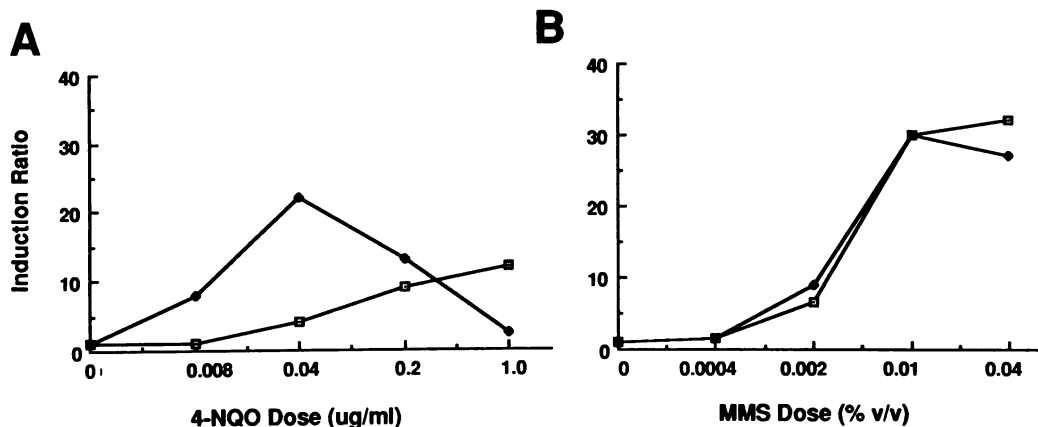 A
Induction Ratio
40
30
20
10
0
0 0.008 0.04 0.2 1.0
4-NQO Dose (ug/ml)
B
40
30
20
10
0
0 0.0004 0.002 0.01 0.04
MMS Dose (% v/v)